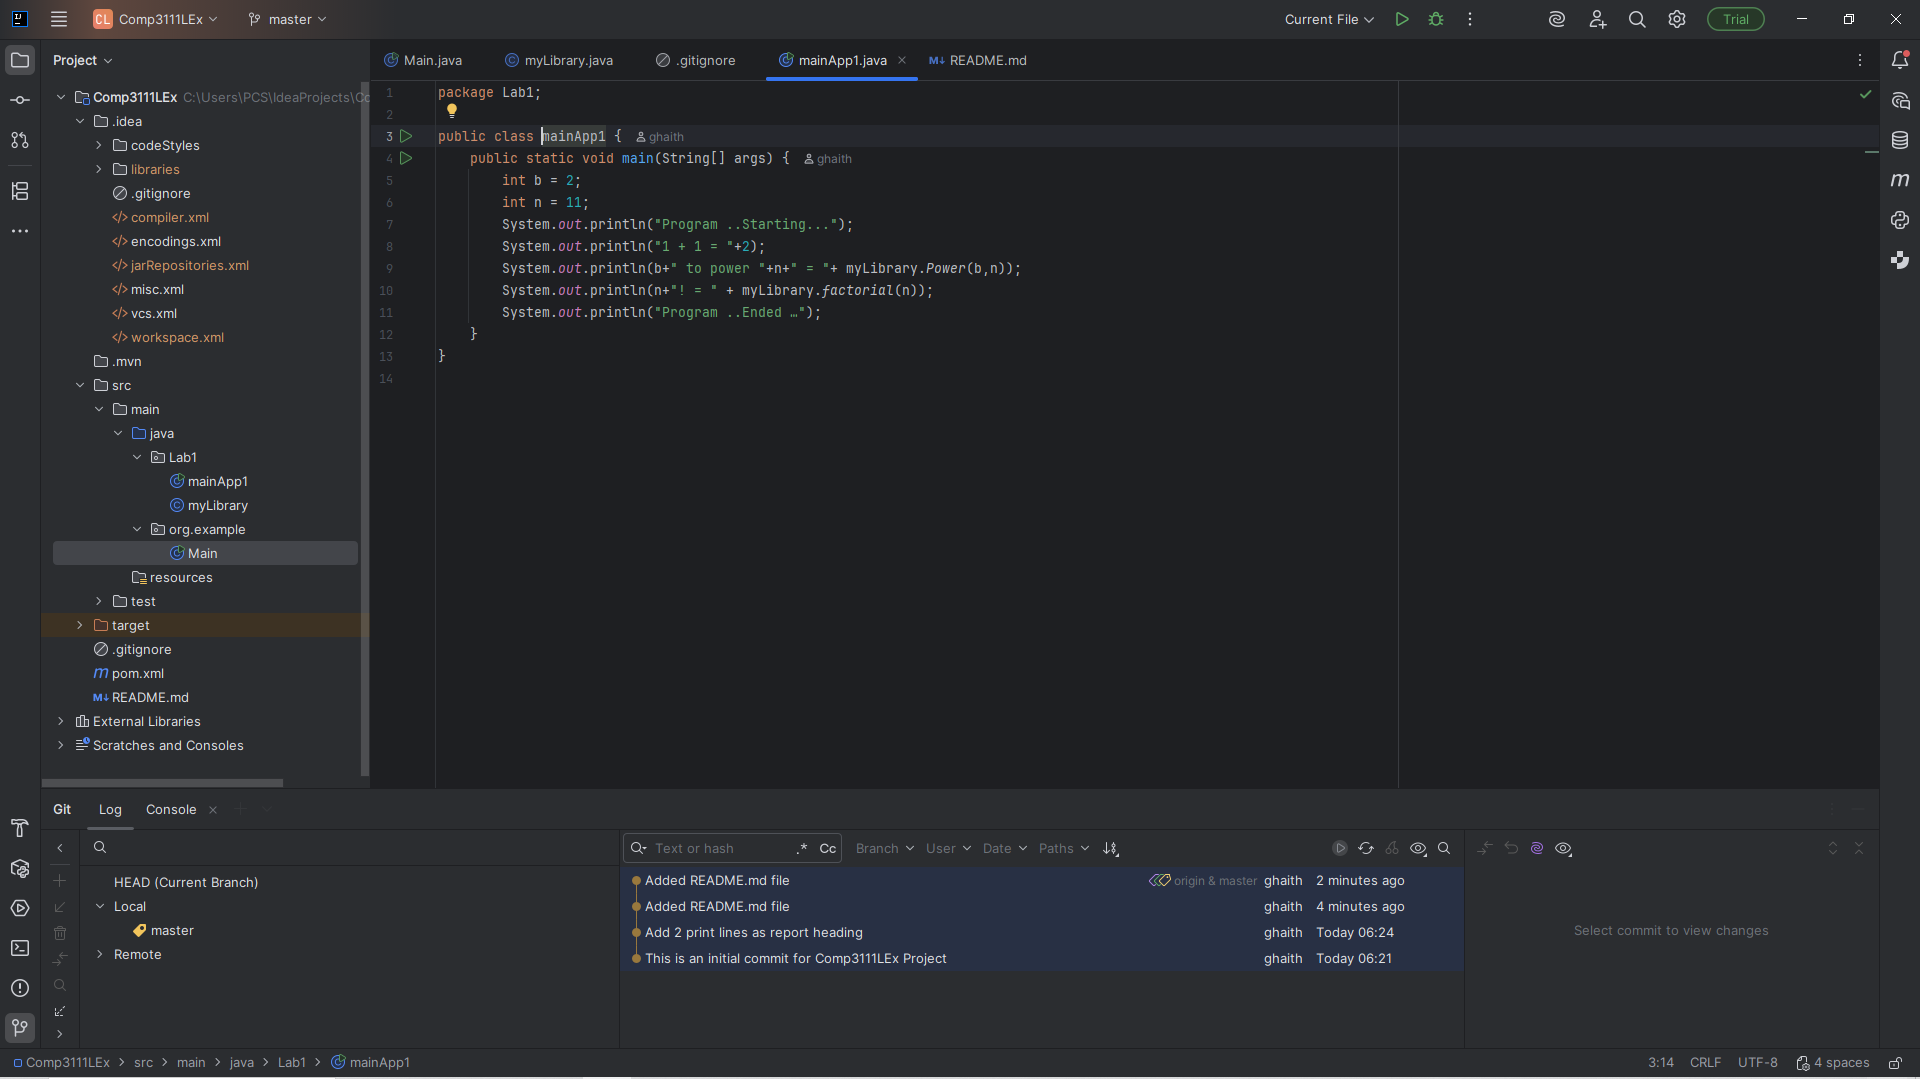 CL Comp3111LEx master Current File Trial
Project
Main.java myLibrary.java .gitignore mainApp1.java README.md
Comp3111LEx C:\Users\PCS\IdeaProjects\Co
.idea
codeStyles
libraries
.gitignore
compiler.xml
encodings.xml
jarRepositories.xml
misc.xml
vcs.xml
workspace.xml
.mvn
src
main
java
Lab1
mainApp1
myLibrary
org.example
Main
resources
test
target
.gitignore
pom.xml
README.md
External Libraries
Scratches and Consoles
1 package Lab1;
2
3 public class mainApp1 { ghaith
4 public static void main(String[] args) { ghaith
5 int b = 2;
6 int n = 11;
7 System.out.println("Program ..Starting...");
8 System.out.println("1 + 1 = "+2);
9 System.out.println(b+" to power "+n+" = "+ myLibrary.Power(b,n));
10 System.out.println(n+"! = " + myLibrary.factorial(n));
11 System.out.println("Program ..Ended …");
12 }
13 }
14
Git Log Console
Text or hash .* Cc Branch User Date Paths
HEAD (Current Branch)
Local
master
Remote
Added README.md file origin & master ghaith 2 minutes ago
Added README.md file ghaith 4 minutes ago
Add 2 print lines as report heading ghaith Today 06:24
This is an initial commit for Comp3111LEx Project ghaith Today 06:21
Select commit to view changes
Comp3111LEx > src > main > java > Lab1 > mainApp1 3:14 CRLF UTF-8 4 spaces